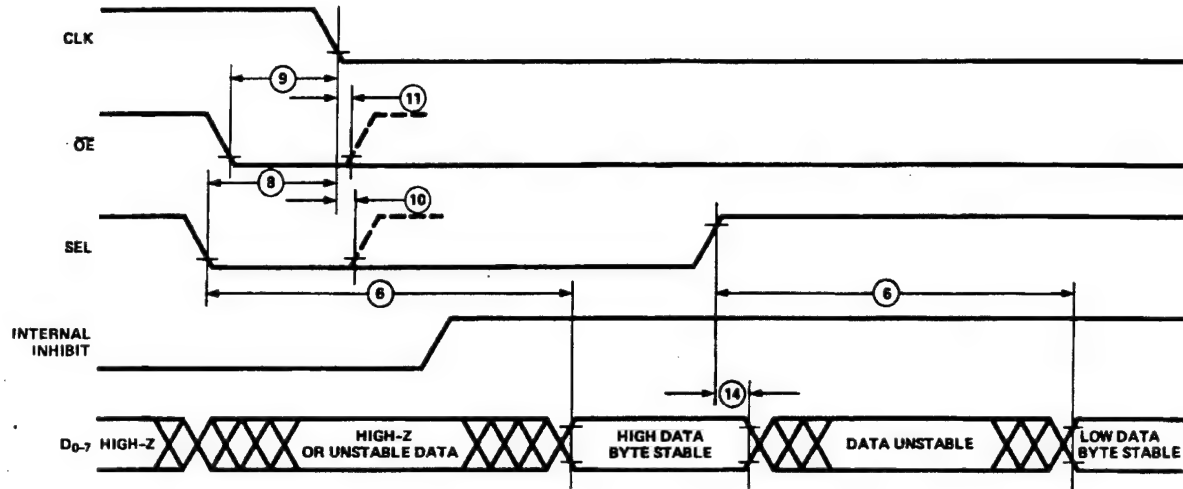 CLK
9
11
OE
8
10
SEL
6
6
INTERNAL
INHIBIT
14
D0-7 HIGH-Z
HIGH-Z
OR UNSTABLE DATA
HIGH DATA
BYTE STABLE
DATA UNSTABLE
LOW DATA
BYTE STABLE